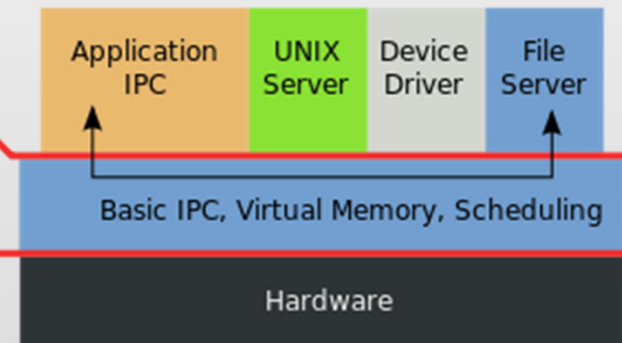 Application
IPC
UNIX
Server
Device
Driver
File
Server
Basic IPC, Virtual Memory, Scheduling
Hardware